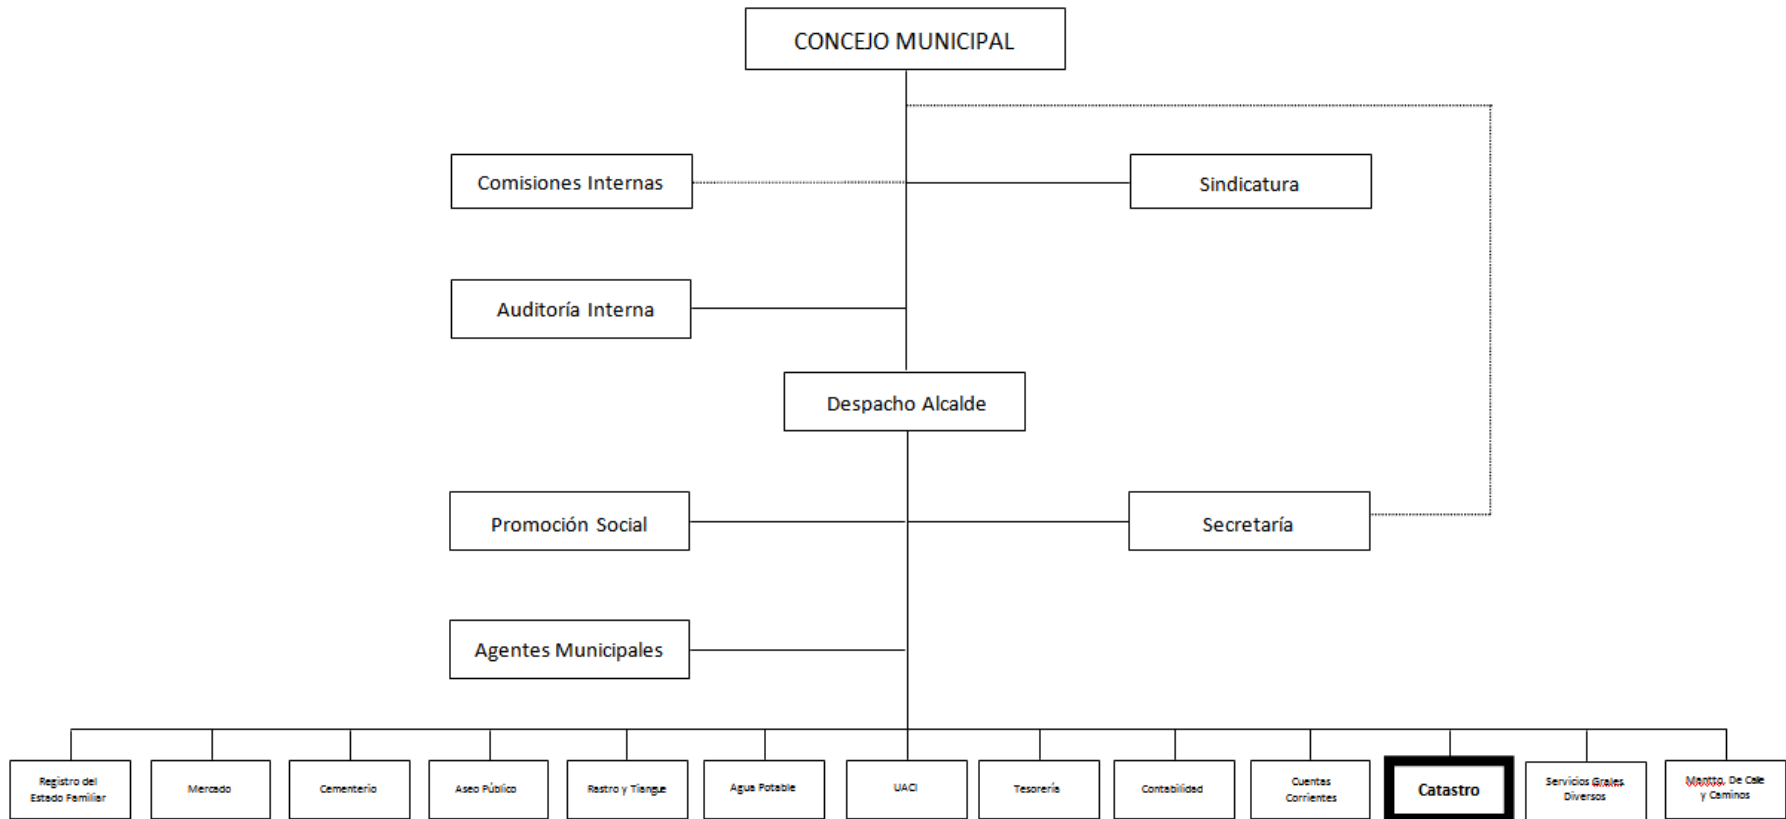 CONCEJO MUNICIPAL
Comisiones Internas
Sindicatura
Auditoría Interna
Despacho Alcalde
Promoción Social
Secretaría
Agentes Municipales
Registro del
Estado Familiar
Mercado
Cementerio
Aseo Público
Rastro y Tiangue
Agua Potable
UACI
Tesorería
Contabilidad
Cuentas
Corrientes
Catastro
Servicios Grales
Diversos
Mantto. De Calle
y Caminos